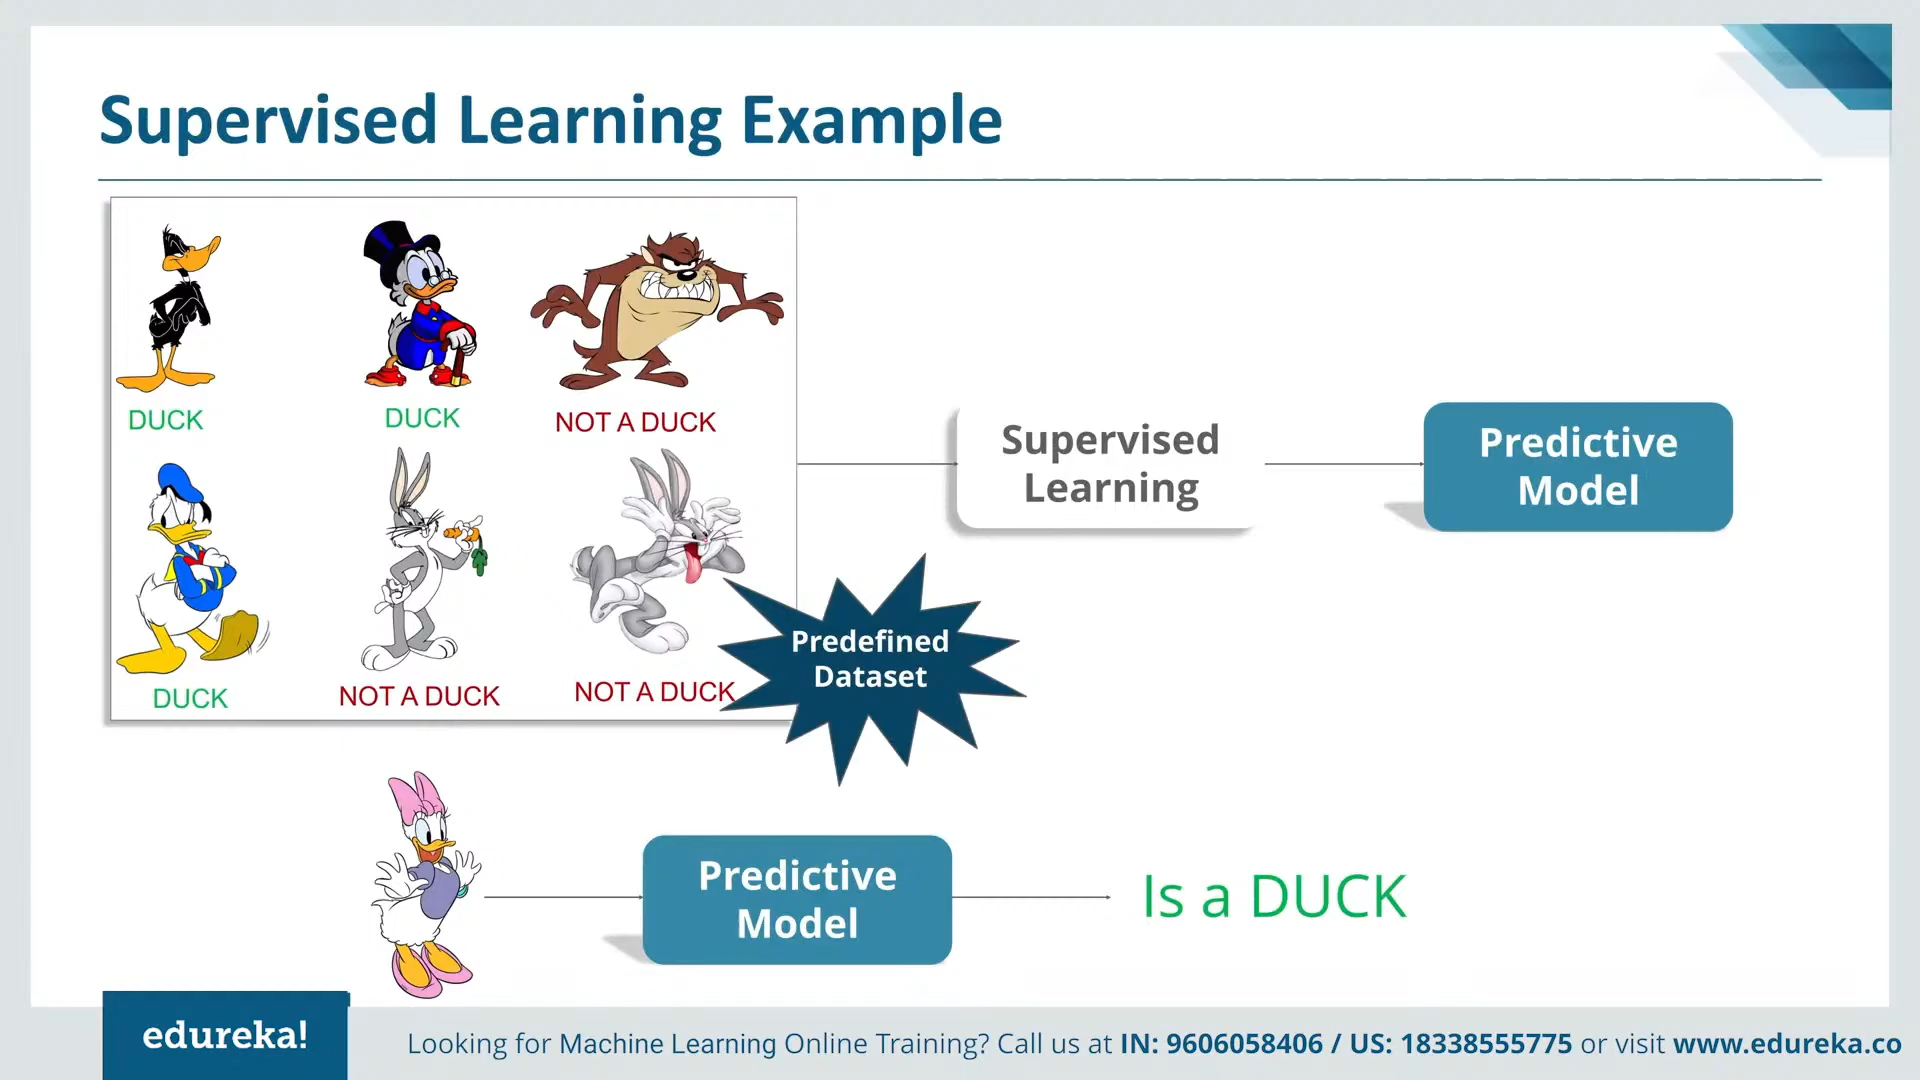 Supervised Learning Example
DUCK
DUCK
NOT A DUCK
DUCK
NOT A DUCK
NOT A DUCK
Predefined
Dataset
Supervised
Learning
Predictive
Model
Predictive
Model
Is a DUCK
edureka!
Looking for Machine Learning Online Training? Call us at IN: 9606058406 / US: 18338555775 or visit www.edureka.co